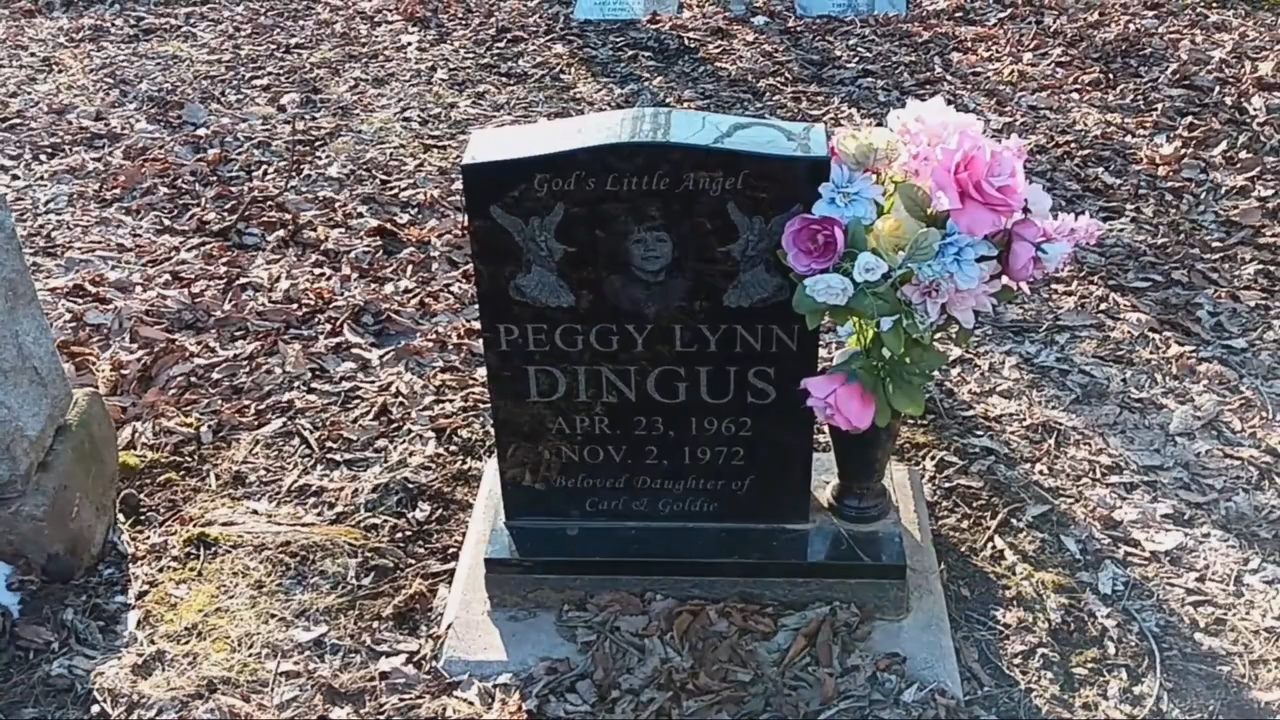 God's Little Angel
PEGGY LYNN
DINGUS
APR. 23, 1962
NOV. 2, 1972
Beloved Daughter of
Carl & Goldie